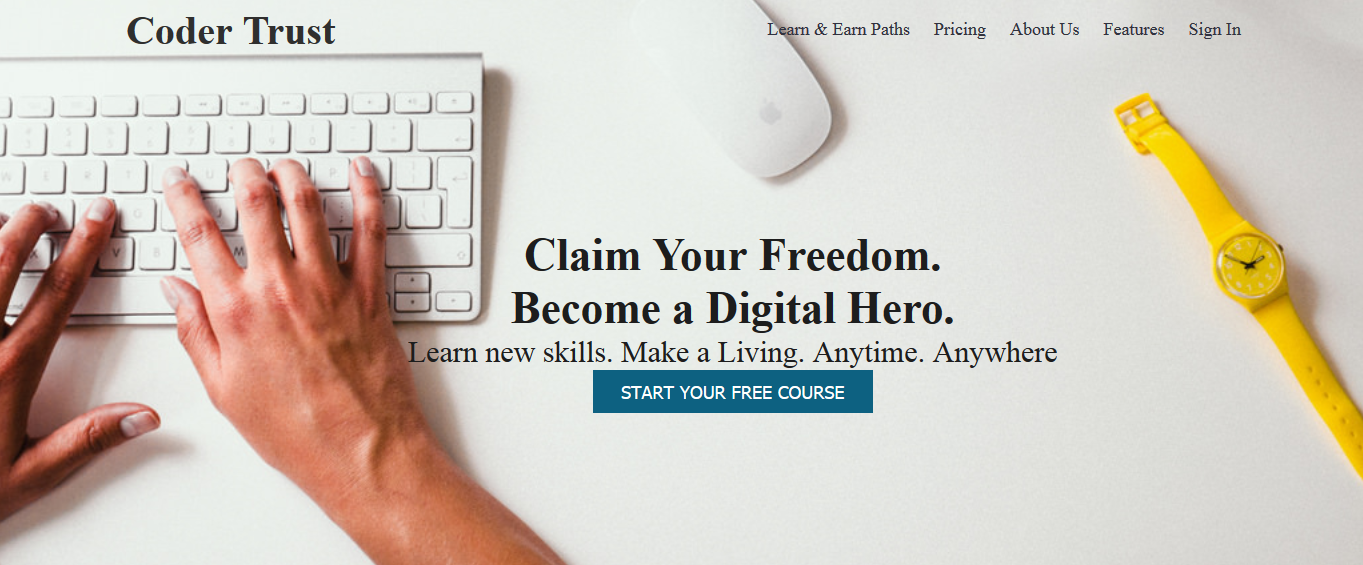 Coder Trust
Learn & Earn Paths Pricing About Us Features Sign In
Claim Your Freedom.
Become a Digital Hero.
Learn new skills. Make a Living. Anytime. Anywhere
START YOUR FREE COURSE